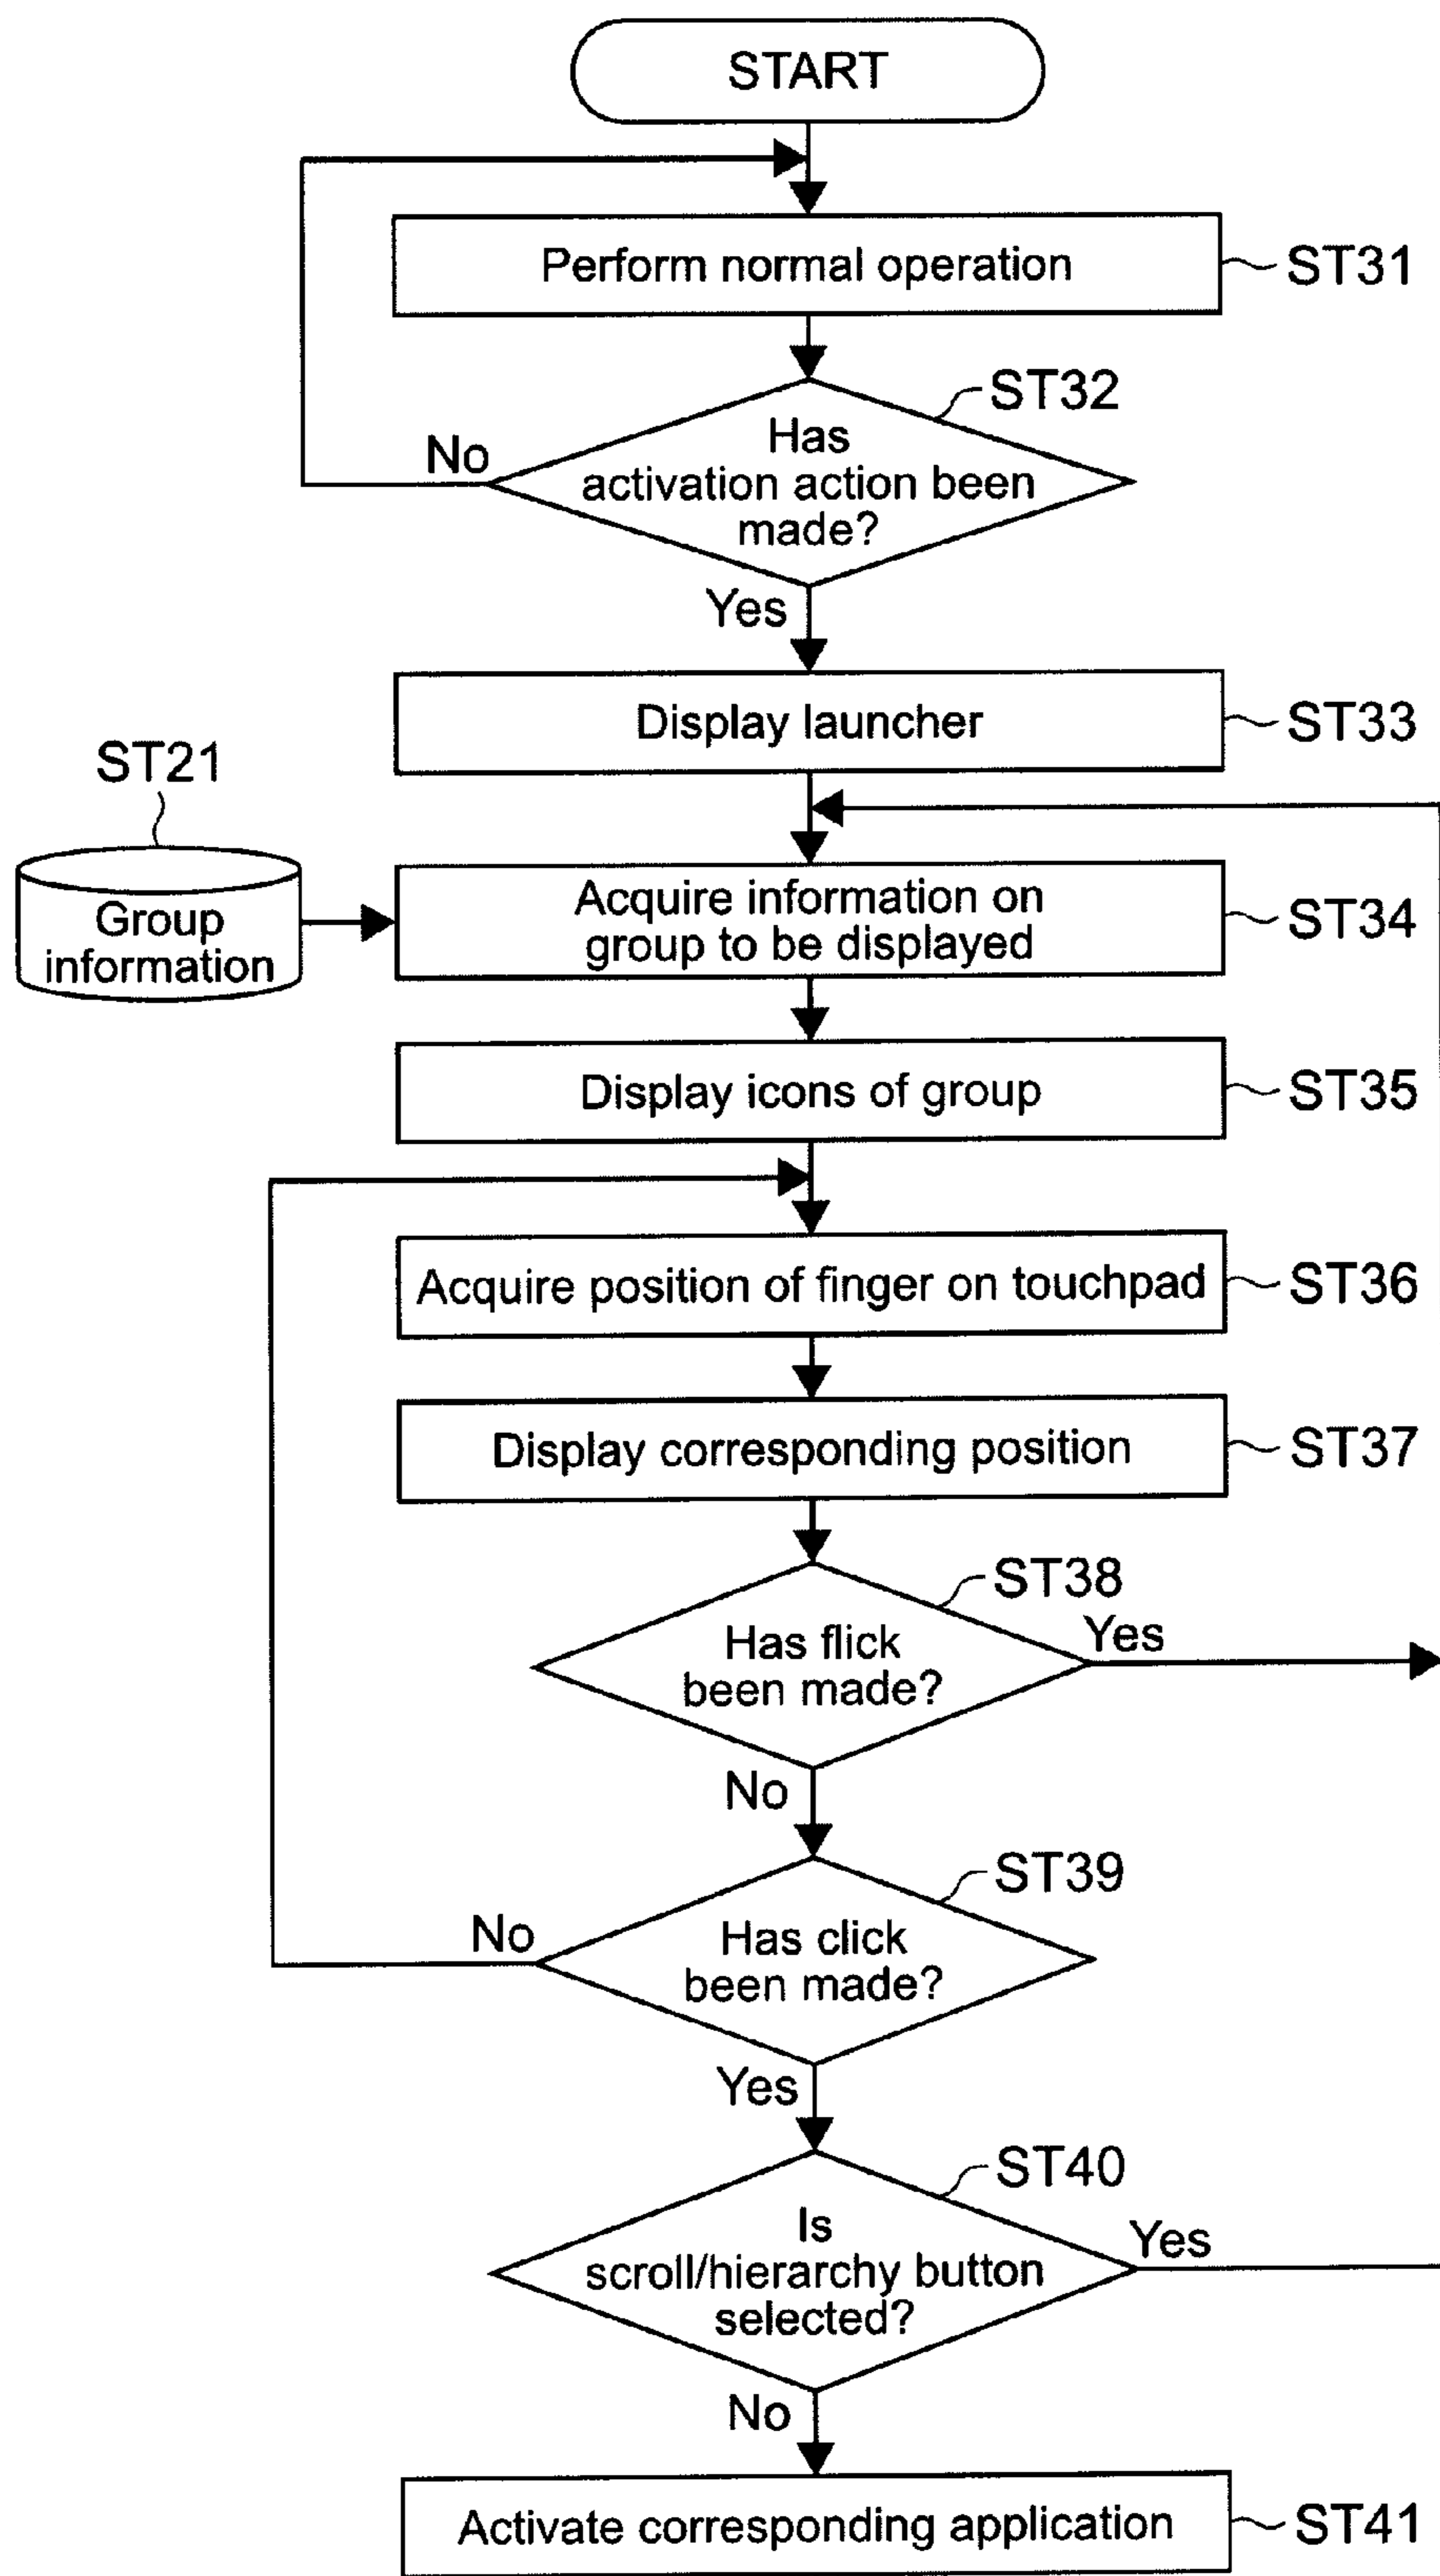 START
Perform normal operation
ST31
ST32
Has
activation action been
made?
No
Yes
Display launcher
ST33
ST21
Group
information
Acquire information on
group to be displayed
ST34
Display icons of group
ST35
Acquire position of finger on touchpad
ST36
Display corresponding position
ST37
ST38
Has flick
been made?
Yes
No
ST39
Has click
been made?
No
Yes
ST40
Is
scroll/hierarchy button
selected?
Yes
No
Activate corresponding application
ST41